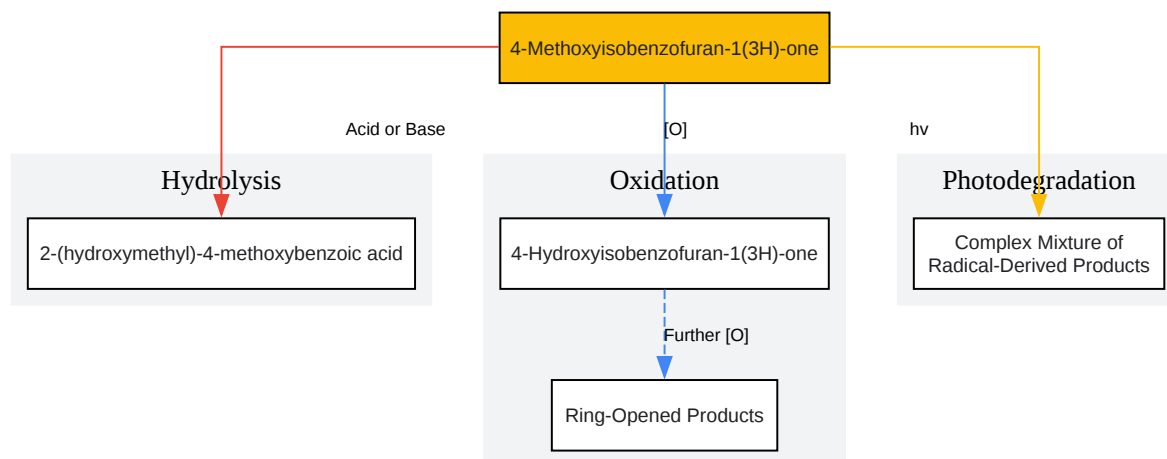 4-Methoxyisobenzofuran-1(3H)-one
Acid or Base
[O]
hv
Hydrolysis
Oxidation
Photodegradation
2-(hydroxymethyl)-4-methoxybenzoic acid
4-Hydroxyisobenzofuran-1(3H)-one
Complex Mixture of
Radical-Derived Products
Further [O]
Ring-Opened Products